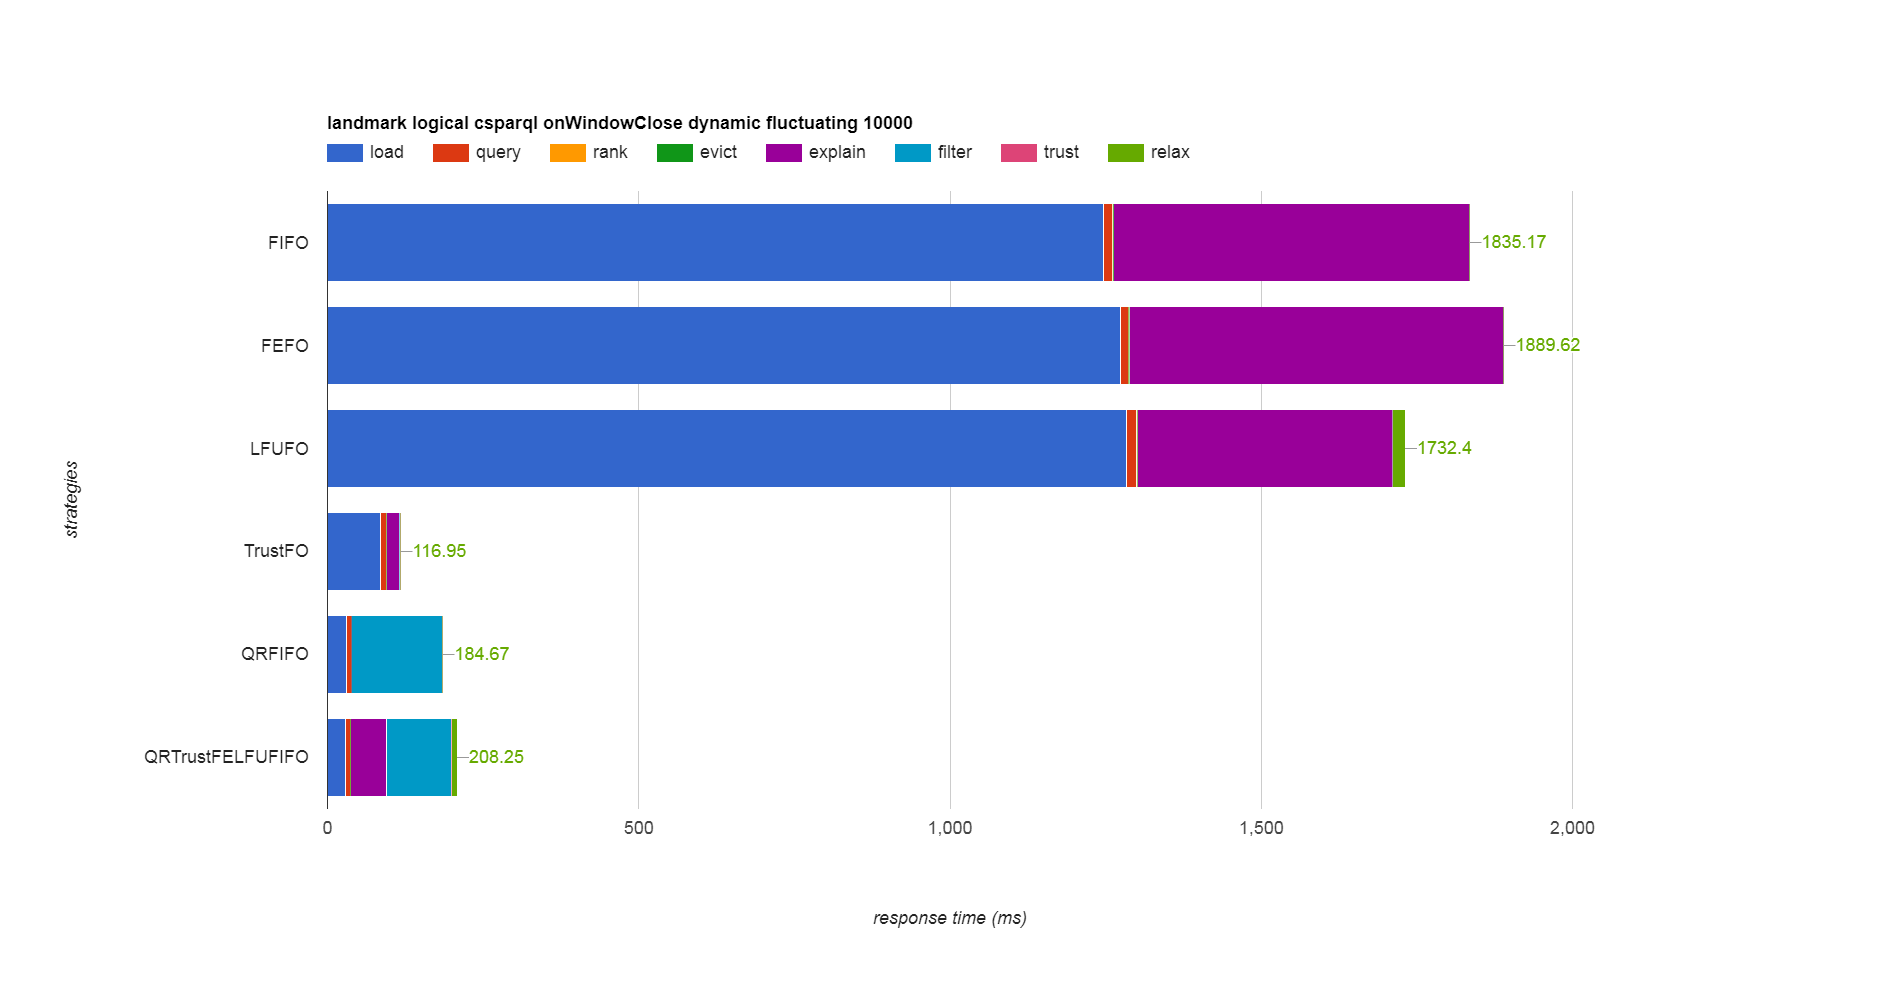 landmark logical csparql onWindowClose dynamic fluctuating 10000
load query rank evict explain filter trust relax
FIFO 1835.17
FEFO 1889.62
LFUFO 1732.4
strategies
TrustFO 116.95
QRFIFO 184.67
QRTrustFELFUFIFO 208.25
0 500 1,000 1,500 2,000
response time (ms)